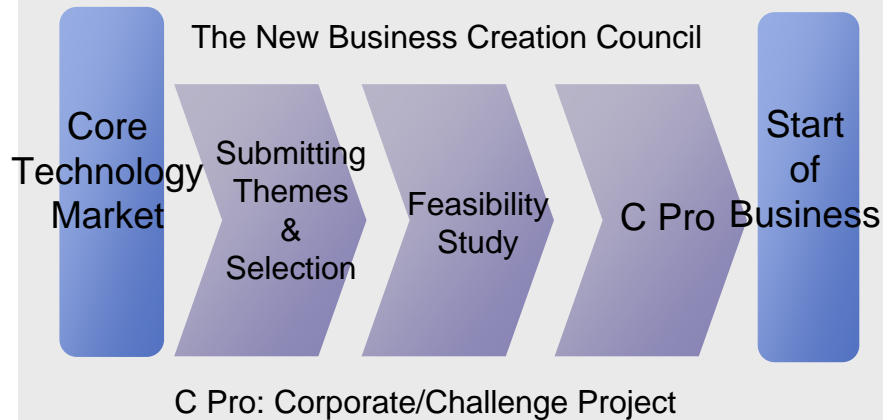 The New Business Creation Council
Core
Technology
Market
Submitting
Themes
&
Selection
Feasibility
Study
C Pro
Start
of
Business
C Pro: Corporate/Challenge Project